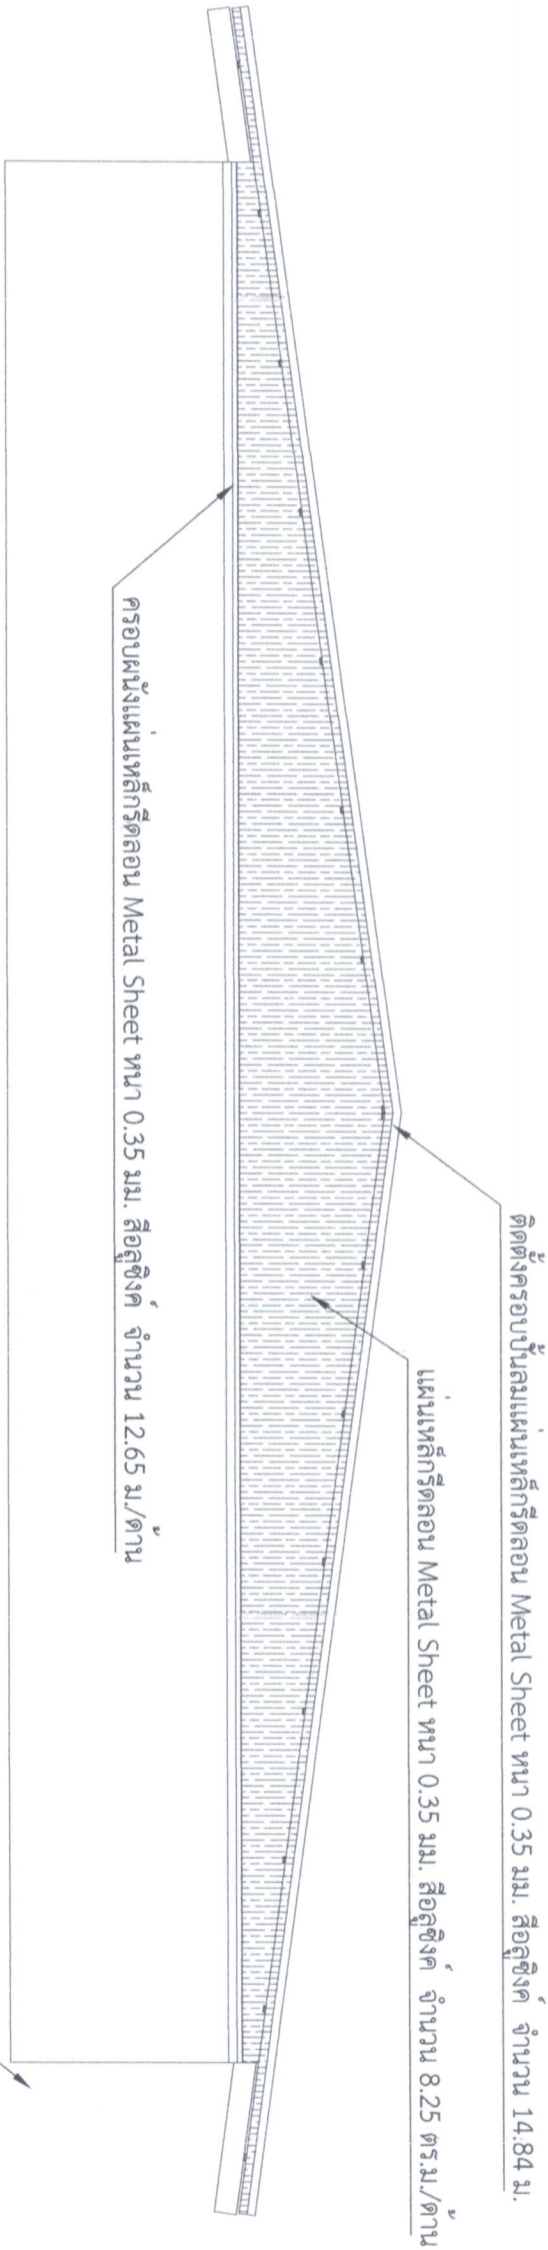 ติดตั้งครอบปั้นลมแผ่นเหล็กรีดลอน Metal Sheet หนา 0.35 มม. สีอลูซิงค์ จำนวน 14.84 ม.
แผ่นเหล็กรีดลอน Metal Sheet หนา 0.35 มม. สีอลูซิงค์ จำนวน 8.25 ตร.ม./ด้าน
ครอบผนังแผ่นเหล็กรีดลอน Metal Sheet หนา 0.35 มม. สีอลูซิงค์ จำนวน 12.65 ม./ด้าน